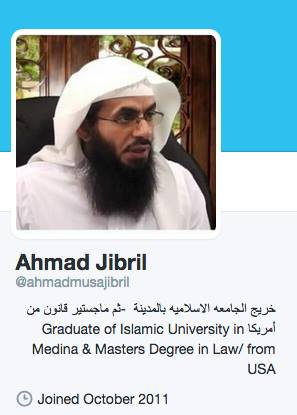 Ahmad Jibril
@ahmadmusajibril
خريج الجامعه الاسلاميه بالمدينة -ثم ماجستير قانون من
أمريكا Graduate of Islamic University in
Medina & Masters Degree in Law/ from
USA
Joined October 2011